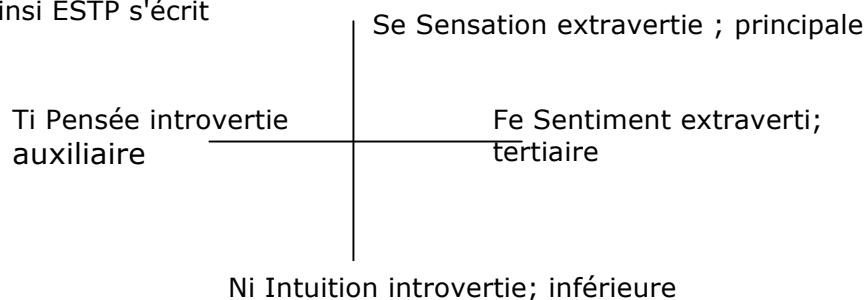 insi ESTP s'écrit
Se Sensation extravertie ; principale
Ti Pensée introvertie
auxiliaire
Fe Sentiment extraverti;
tertiaire
Ni Intuition introvertie; inférieure